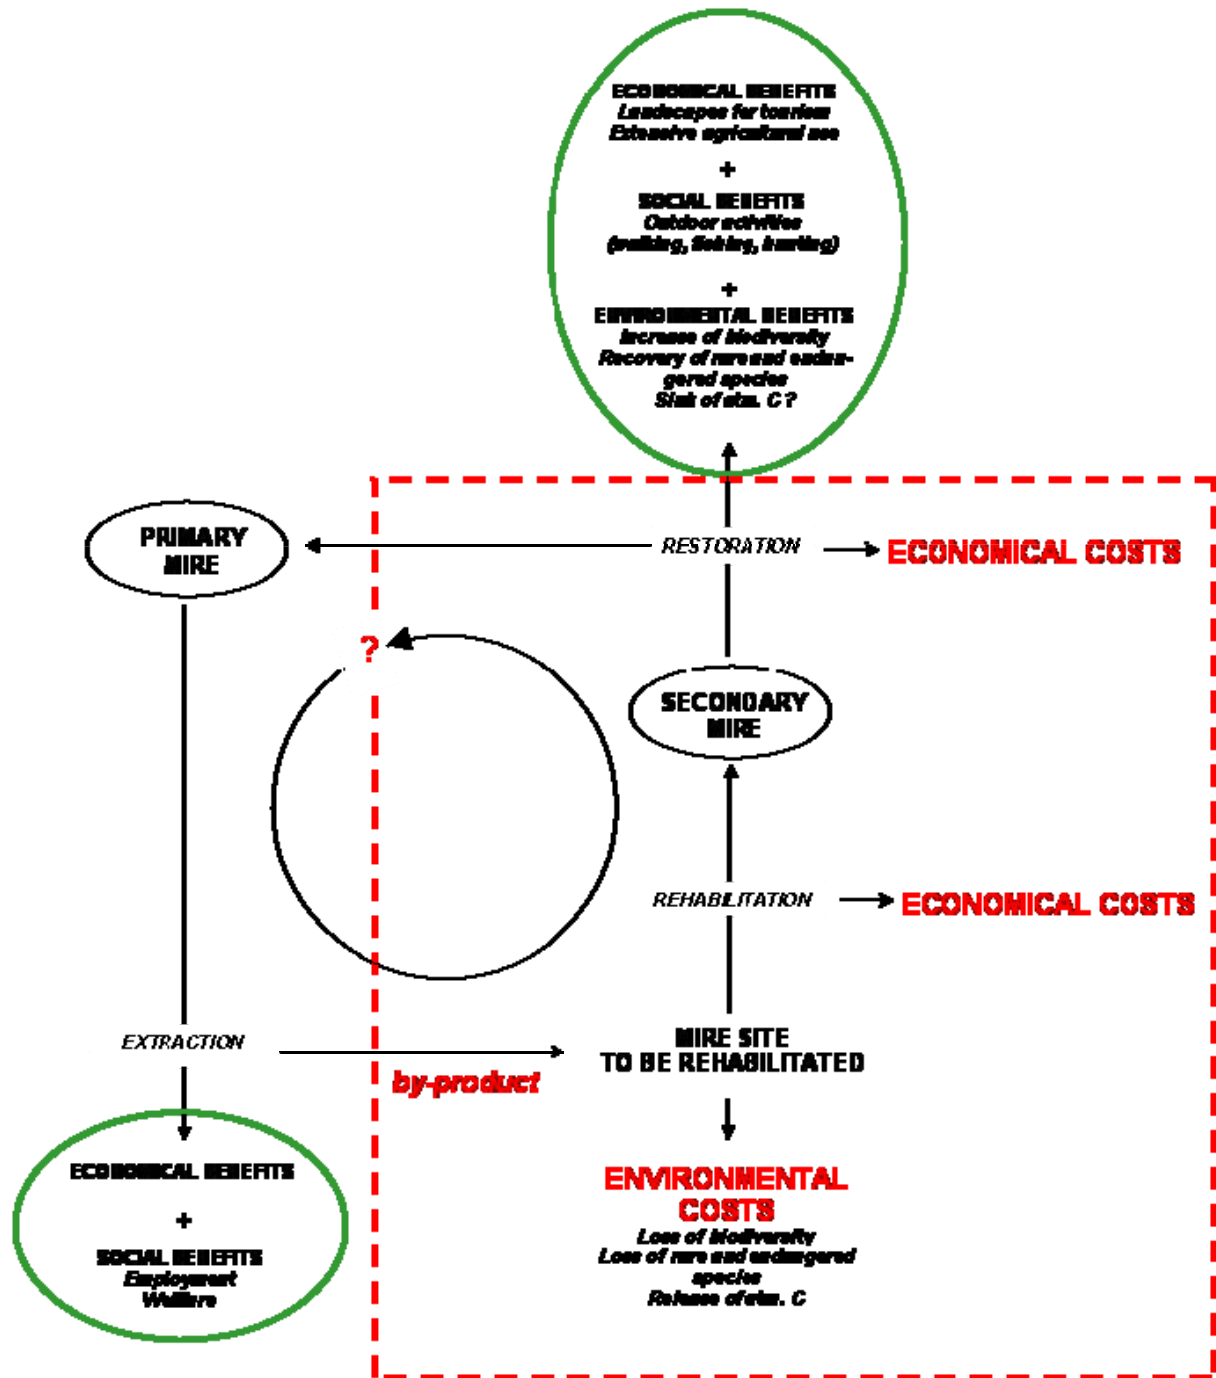 ECONOMICAL BENEFITS
Landscapes for tourism
Extensive agricultural use
+
SOCIAL BENEFITS
Outdoor activities
(walking, fishing, hunting)
+
ENVIRONMENTAL BENEFITS
Increase of biodiversity
Recovery of rare and endan-
gered species
Sink of atm. C ?
PRIMARY
MIRE
RESTORATION
ECONOMICAL COSTS
?
SECONDARY
MIRE
REHABILITATION
ECONOMICAL COSTS
EXTRACTION
by-product
MIRE SITE
TO BE REHABILITATED
ECONOMICAL BENEFITS
+
SOCIAL BENEFITS
Employment
Welfare
ENVIRONMENTAL
COSTS
Loss of biodiversity
Loss of rare and endangered
species
Release of atm. C